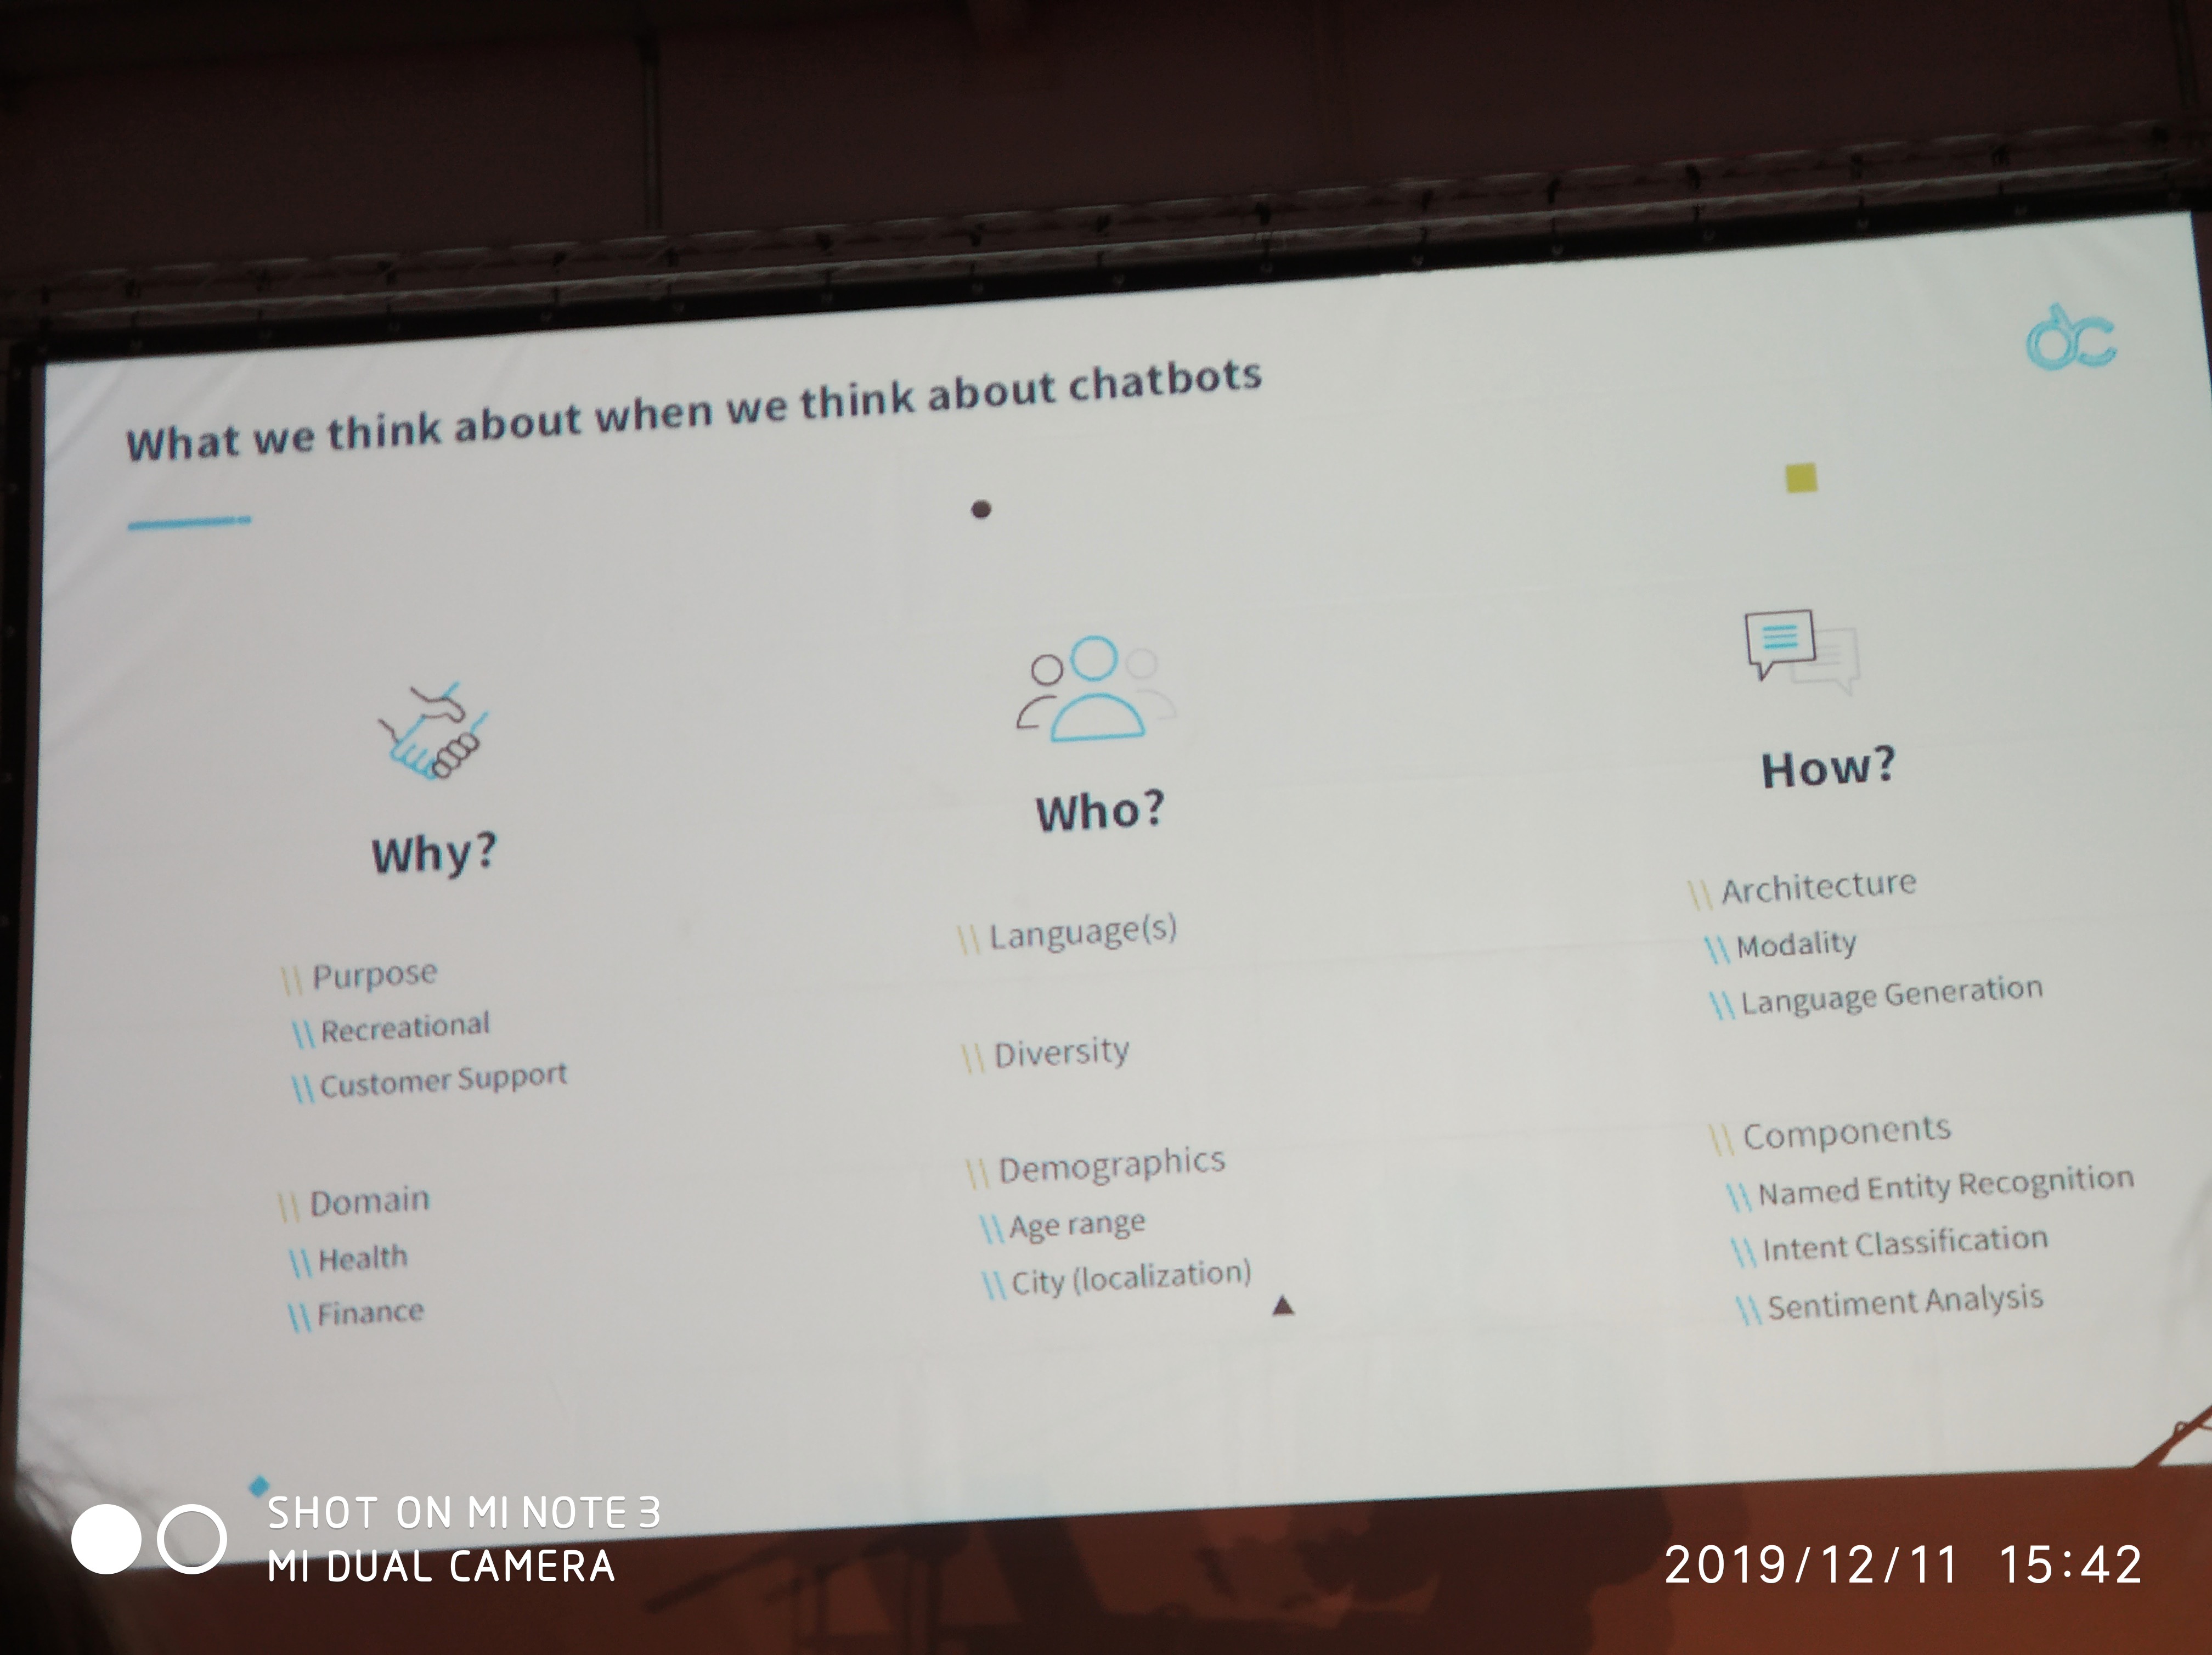 What we think about when we think about chatbots
Why?
\\ Purpose
\\ Recreational
\\ Customer Support
\\ Domain
\\ Health
\\ Finance
Who?
\\ Language(s)
\\ Diversity
\\ Demographics
\\ Age range
\\ City (localization)
How?
\\ Architecture
\\ Modality
\\ Language Generation
\\ Components
\\ Named Entity Recognition
\\ Intent Classification
\\ Sentiment Analysis
SHOT ON MI NOTE 3
MI DUAL CAMERA
2019/12/11 15:42